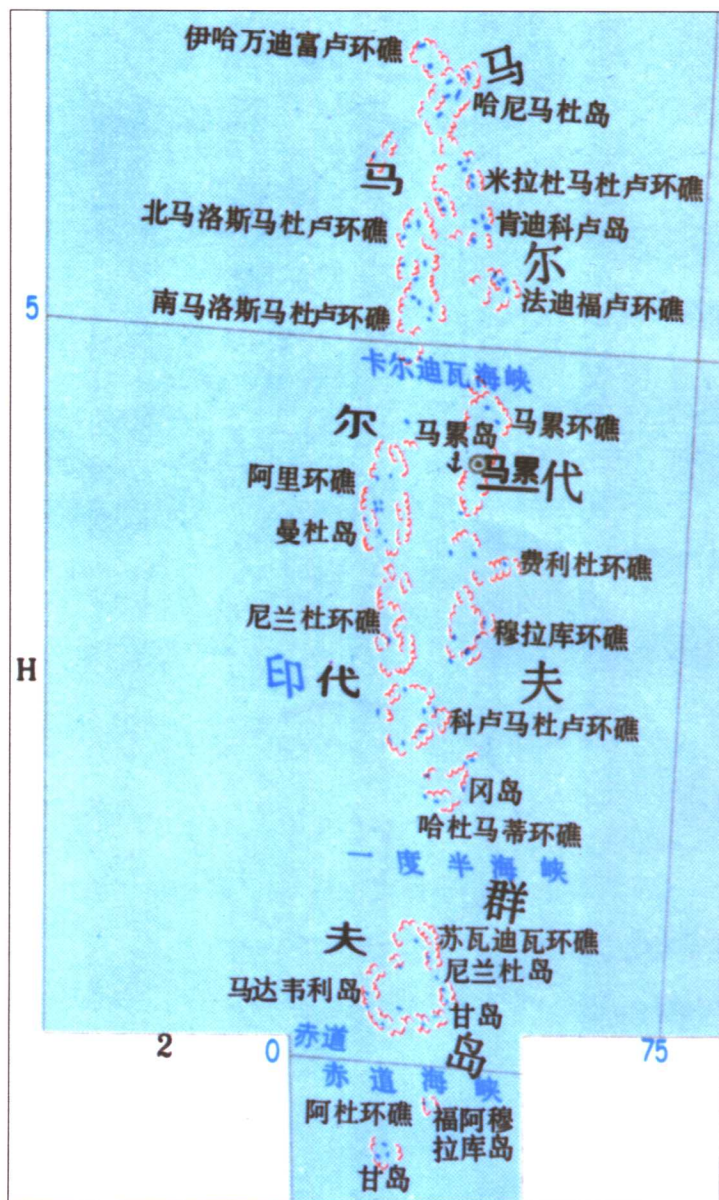 伊哈万迪富卢环礁
马
哈尼马杜岛
马
米拉杜马杜卢环礁
北马洛斯马杜卢环礁
肯迪科卢岛
尔
南马洛斯马杜卢环礁
法迪福卢环礁
5
卡尔迪瓦海峡
尔
马累岛
马累环礁
马累
代
阿里环礁
曼杜岛
费利杜环礁
尼兰杜环礁
穆拉库环礁
H
印
代
夫
科卢马杜卢环礁
冈岛
哈杜马蒂环礁
一度半海峡
群
夫
苏瓦迪瓦环礁
尼兰杜岛
马达韦利岛
甘岛
2
0
赤道
岛
75
赤道海峡
阿杜环礁
福阿穆
拉库岛
甘岛